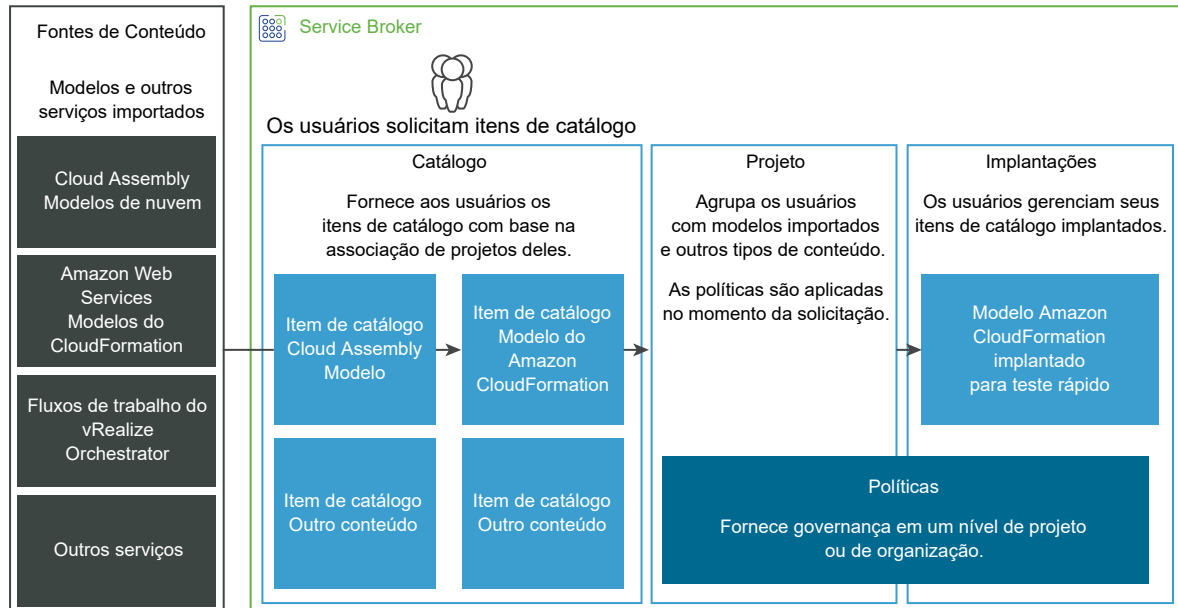 Fontes de Conteúdo
Modelos e outros
serviços importados
Cloud Assembly
Modelos de nuvem
Amazon Web
Services
Modelos do
CloudFormation
Fluxos de trabalho do
vRealize
Orchestrator
Outros serviços
Service Broker
Os usuários solicitam itens de catálogo
Catálogo
Fornece aos usuários os
itens de catálogo com base na
associação de projetos deles.
Item de catálogo
Cloud Assembly
Modelo
Item de catálogo
Modelo do
Amazon
CloudFormation
Item de catálogo
Outro conteúdo
Item de catálogo
Outro conteúdo
Projeto
Agrupa os usuários
com modelos importados
e outros tipos de conteúdo.
As políticas são aplicadas
no momento da solicitação.
Implantações
Os usuários gerenciam seus
itens de catálogo implantados.
Modelo Amazon
CloudFormation
implantado
para teste rápido
Políticas
Fornece governança em um nível de projeto
ou de organização.